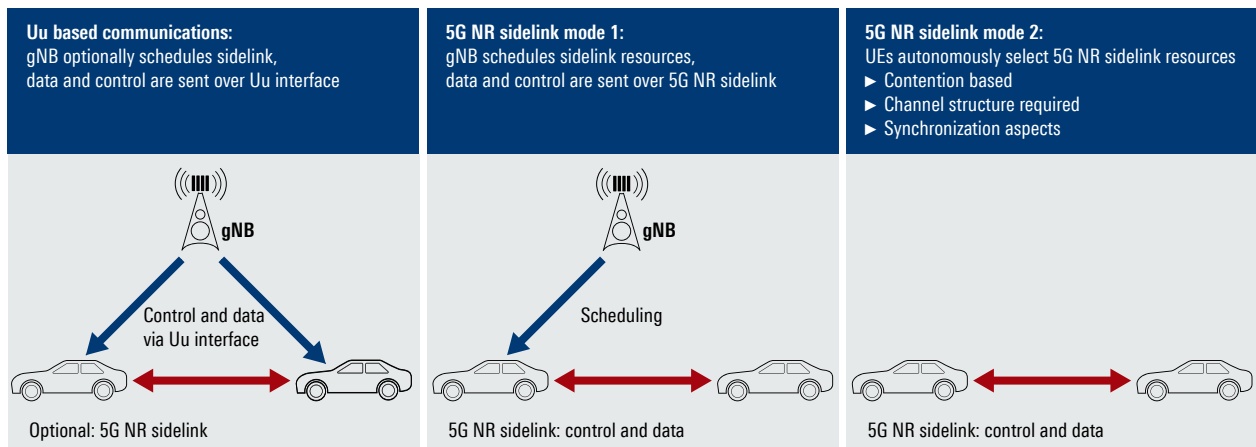 Uu based communications:
gNB optionally schedules sidelink,
data and control are sent over Uu interface
gNB
Control and data
via Uu interface
Optional: 5G NR sidelink
5G NR sidelink mode 1:
gNB schedules sidelink resources,
data and control are sent over 5G NR sidelink
gNB
Scheduling
5G NR sidelink: control and data
5G NR sidelink mode 2:
UEs autonomously select 5G NR sidelink resources
► Contention based
► Channel structure required
► Synchronization aspects
5G NR sidelink: control and data